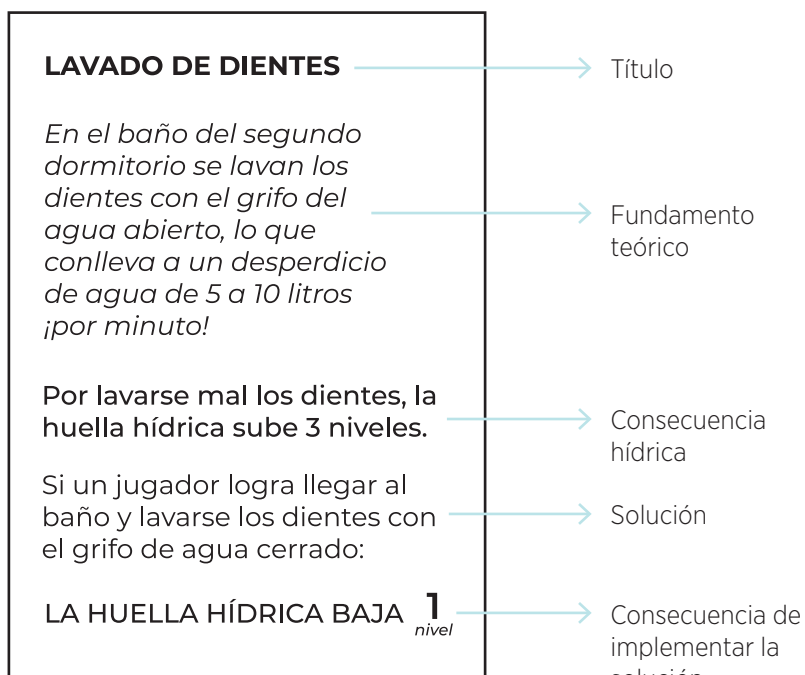 LAVADO DE DIENTES
Título
En el baño del segundo
dormitorio se lavan los
dientes con el grifo del
agua abierto, lo que
conlleva a un desperdicio
de agua de 5 a 10 litros
¡por minuto!
Fundamento
teórico
Por lavarse mal los dientes, la
huella hídrica sube 3 niveles.
Consecuencia
hídrica
Si un jugador logra llegar al
baño y lavarse los dientes con
el grifo de agua cerrado:
Solución
LA HUELLA HÍDRICA BAJA 1
nivel
Consecuencia de
implementar la